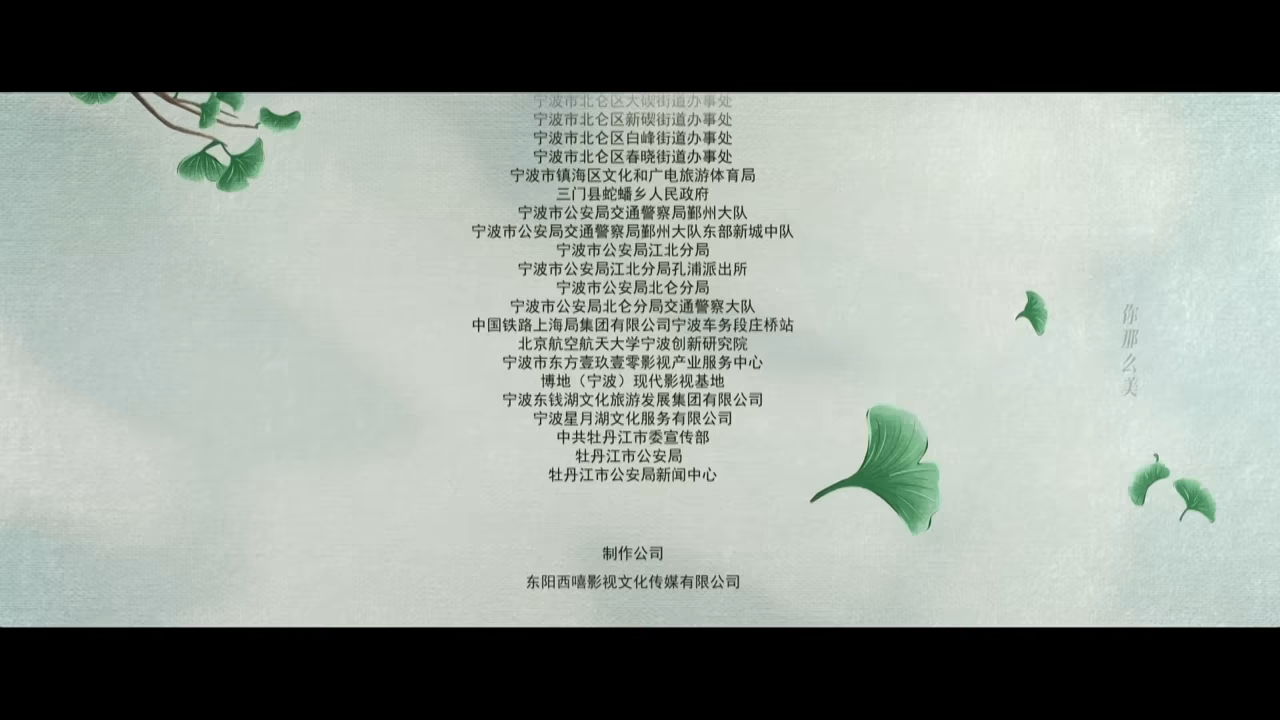 宁波市北仑区大碶街道办事处
宁波市北仑区新碶街道办事处
宁波市北仑区白峰街道办事处
宁波市北仑区春晓街道办事处
宁波市镇海区文化和广电旅游体育局
三门县蛇蟠乡人民政府
宁波市公安局交通警察局鄞州大队
宁波市公安局交通警察局鄞州大队东部新城中队
宁波市公安局江北分局
宁波市公安局江北分局孔浦派出所
宁波市公安局北仑分局
宁波市公安局北仑分局交通警察大队
中国铁路上海局集团有限公司宁波车务段庄桥站
北京航空航天大学宁波创新研究院
宁波市东方壹玖壹零影视产业服务中心
博地（宁波）现代影视基地
宁波东钱湖文化旅游发展集团有限公司
宁波星月湖文化服务有限公司
中共牡丹江市委宣传部
牡丹江市公安局
牡丹江市公安局新闻中心
制作公司
东阳西嘻影视文化传媒有限公司
你那么美